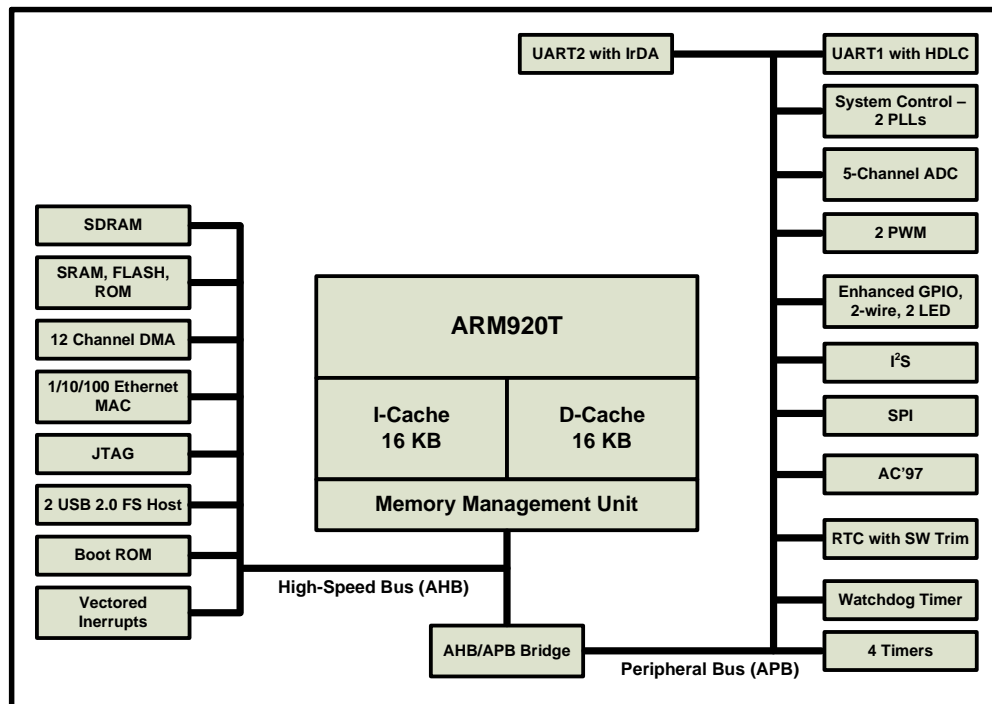 UART2 with IrDA
UART1 with HDLC
System Control –
2 PLLs
5-Channel ADC
2 PWM
Enhanced GPIO,
2-wire, 2 LED
I²S
SPI
AC’97
RTC with SW Trim
Watchdog Timer
4 Timers
SDRAM
SRAM, FLASH,
ROM
12 Channel DMA
1/10/100 Ethernet
MAC
JTAG
2 USB 2.0 FS Host
Boot ROM
Vectored
Inerrupts
ARM920T
I-Cache
16 KB
D-Cache
16 KB
Memory Management Unit
High-Speed Bus (AHB)
AHB/APB Bridge
Peripheral Bus (APB)